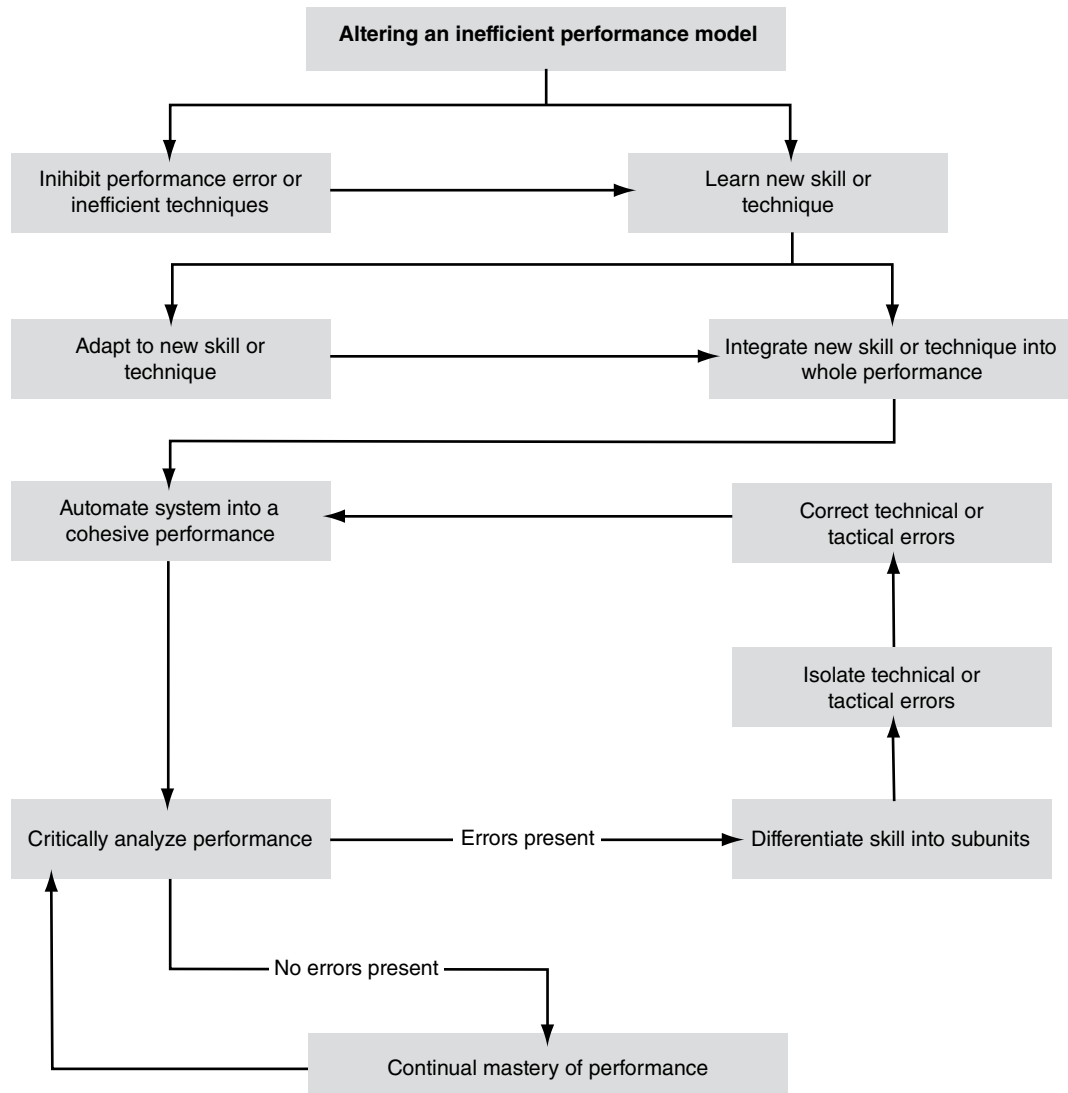 Altering an inefficient performance model
Inihibit performance error or
inefficient techniques
Learn new skill or
technique
Adapt to new skill or
technique
Integrate new skill or technique into
whole performance
Automate system into a
cohesive performance
Correct technical or
tactical errors
Isolate technical or
tactical errors
Critically analyze performance
Errors present
Differentiate skill into subunits
No errors present
Continual mastery of performance